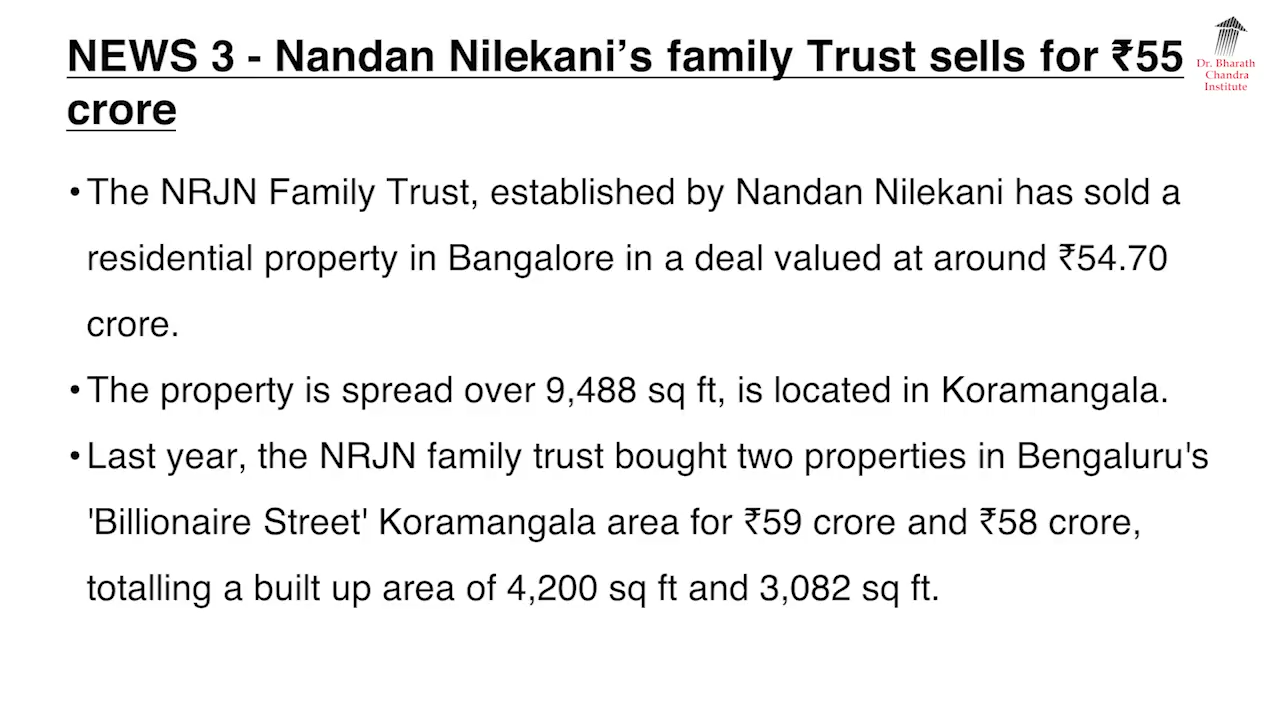 NEWS 3 - Nandan Nilekani’s family Trust sells for ₹55
crore
Dr. Bharath
Chandra
Institute
•The NRJN Family Trust, established by Nandan Nilekani has sold a
residential property in Bangalore in a deal valued at around ₹54.70
crore.
•The property is spread over 9,488 sq ft, is located in Koramangala.
•Last year, the NRJN family trust bought two properties in Bengaluru's
'Billionaire Street' Koramangala area for ₹59 crore and ₹58 crore,
totalling a built up area of 4,200 sq ft and 3,082 sq ft.